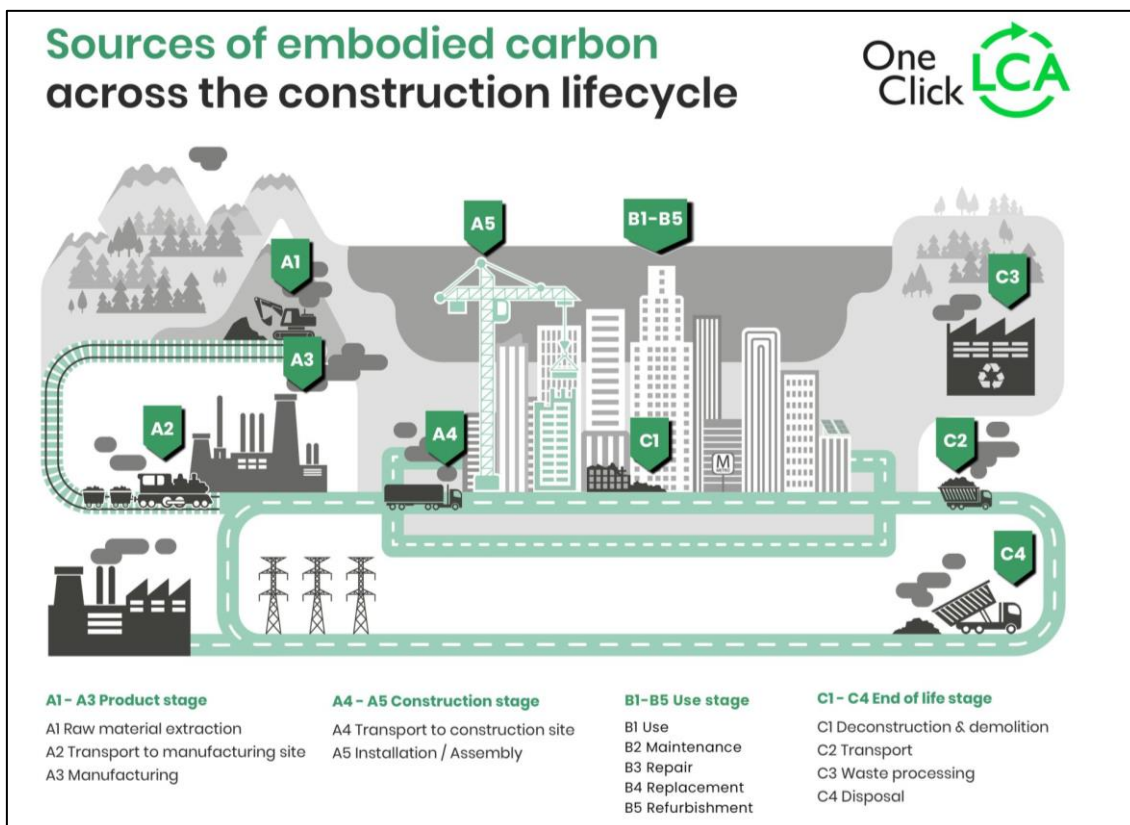 Sources of embodied carbon
across the construction lifecycle
One
Click LCA
A5
B1-B5
A1
C3
A3
A2
A4
C1
C2
M
METRO
C4
A1 - A3 Product stage
A1 Raw material extraction
A2 Transport to manufacturing site
A3 Manufacturing
A4 - A5 Construction stage
A4 Transport to construction site
A5 Installation / Assembly
B1-B5 Use stage
B1 Use
B2 Maintenance
B3 Repair
B4 Replacement
B5 Refurbishment
C1 - C4 End of life stage
C1 Deconstruction & demolition
C2 Transport
C3 Waste processing
C4 Disposal